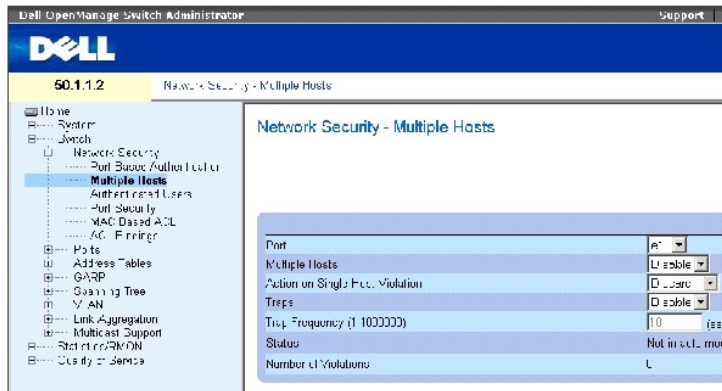 Dell OpenManage Switch Administrator Support
DELL
50.1.1.2
Network Security - Multiple Hosts
Home
System
Switch
Network Security
Port Based Authentication
Multiple Hosts
Authenticated Users
Port Security
MAC Based ACL
ACL Bindings
Ports
Address Tables
GARP
Spanning Tree
VLAN
Link Aggregation
Multicast Support
Statistics/RMON
Quality of Service
Network Security - Multiple Hosts
Port e1
Multiple Hosts Disable
Action on Single Host Violation Discard
Traps Disable
Trap Frequency (1-1000000) 10
Status Not in auto
Number of Violations 0